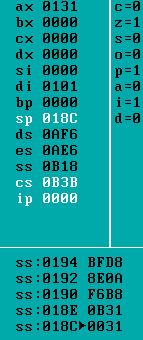 ax 0131 c=0
bx 0000 z=1
cx 0000 s=0
dx 0000 o=0
si 0000 p=1
di 0101 a=0
bp 0000 i=1
sp 018C d=0
ds 0AF6
es 0AE6
ss 0B18
cs 0B3B
ip 0000
ss:0194 BFD8
ss:0192 8E0A
ss:0190 F6B8
ss:018E 0B31
ss:018C▶0031